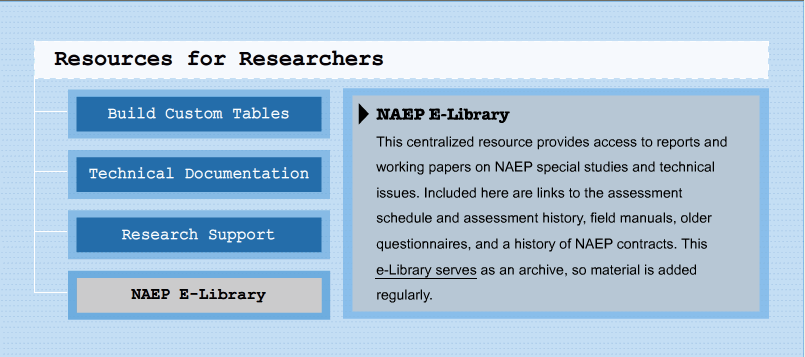 Resources for Researchers
Build Custom Tables
Technical Documentation
Research Support
NAEP E-Library
NAEP E-Library
This centralized resource provides access to reports and
working papers on NAEP special studies and technical
issues. Included here are links to the assessment
schedule and assessment history, field manuals, older
questionnaires, and a history of NAEP contracts. This
e-Library serves as an archive, so material is added
regularly.